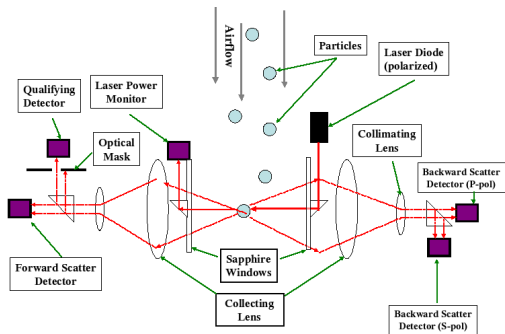 Airflow
Particles
Laser Diode
(polarized)
Qualifying
Detector
Laser Power
Monitor
Optical
Mask
Collimating
Lens
Backward Scatter
Detector (P-pol)
Forward Scatter
Detector
Sapphire
Windows
Collecting
Lens
Backward Scatter
Detector (S-pol)